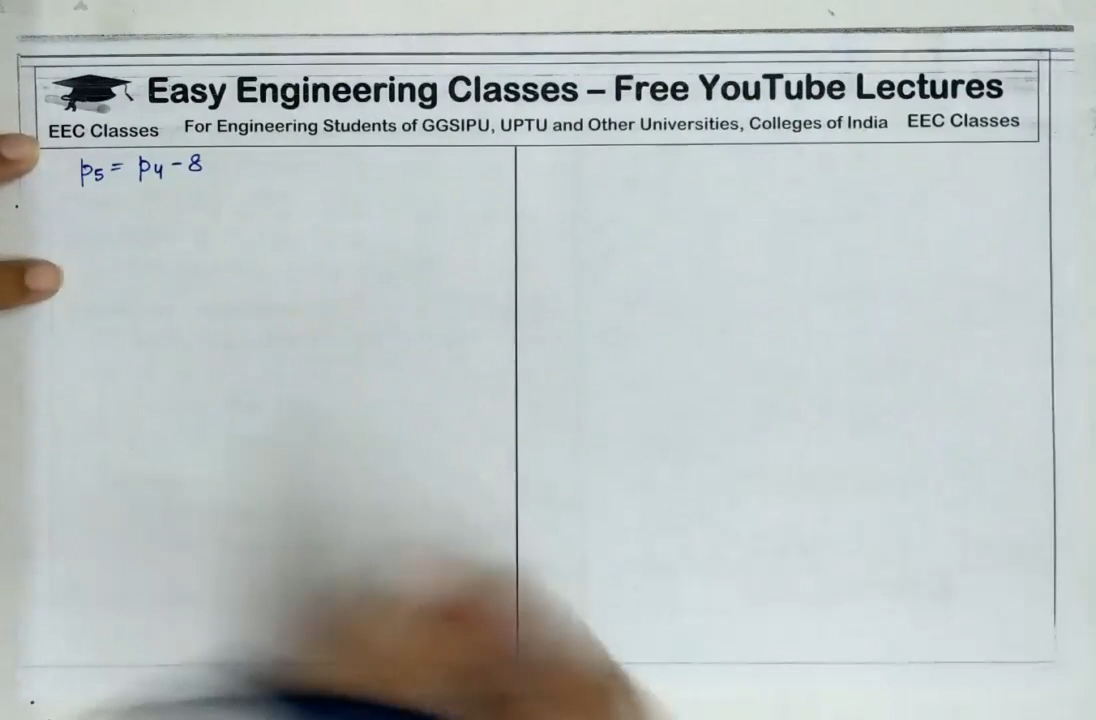 Easy Engineering Classes – Free YouTube Lectures
EEC Classes For Engineering Students of GGSIPU, UPTU and Other Universities, Colleges of India EEC Classes
p5 = p4 - 8